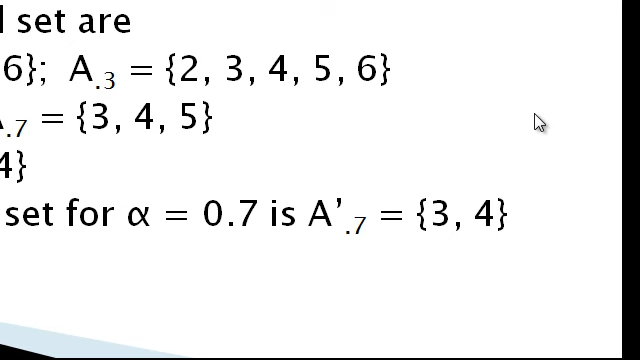 set are
6}; A.3 = {2, 3, 4, 5, 6}
.7 = {3, 4, 5}
4}
set for α = 0.7 is A’.7 = {3, 4}